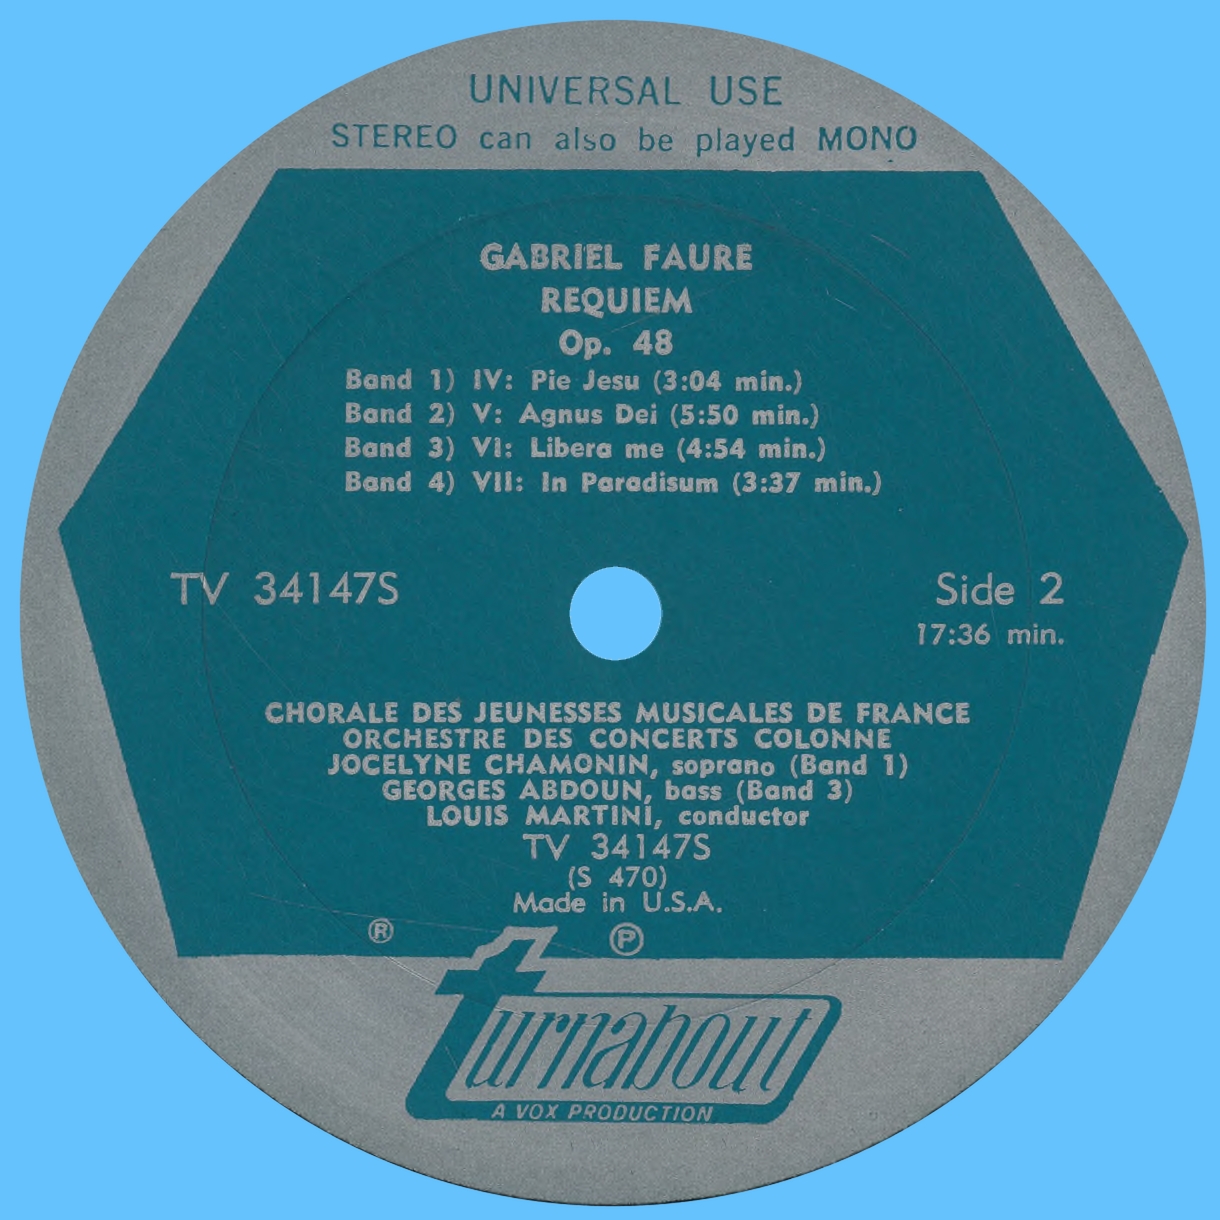 UNIVERSAL USE
STEREO can also be played MONO
GABRIEL FAURE
REQUIEM
Op. 48
Band 1) IV: Pie Jesu (3:04 min.)
Band 2) V: Agnus Dei (5:50 min.)
Band 3) VI: Libera me (4:54 min.)
Band 4) VII: In Paradisum (3:37 min.)
TV 34147S
Side 2
17:36 min.
CHORALE DES JEUNESSES MUSICALES DE FRANCE
ORCHESTRE DES CONCERTS COLONNE
JOCELYNE CHAMONIN, soprano (Band 1)
GEORGES ABDOUN, bass (Band 3)
LOUIS MARTINI, conductor
TV 34147S
(S 470)
Made in U.S.A.
® ℗
turnabout
A VOX PRODUCTION